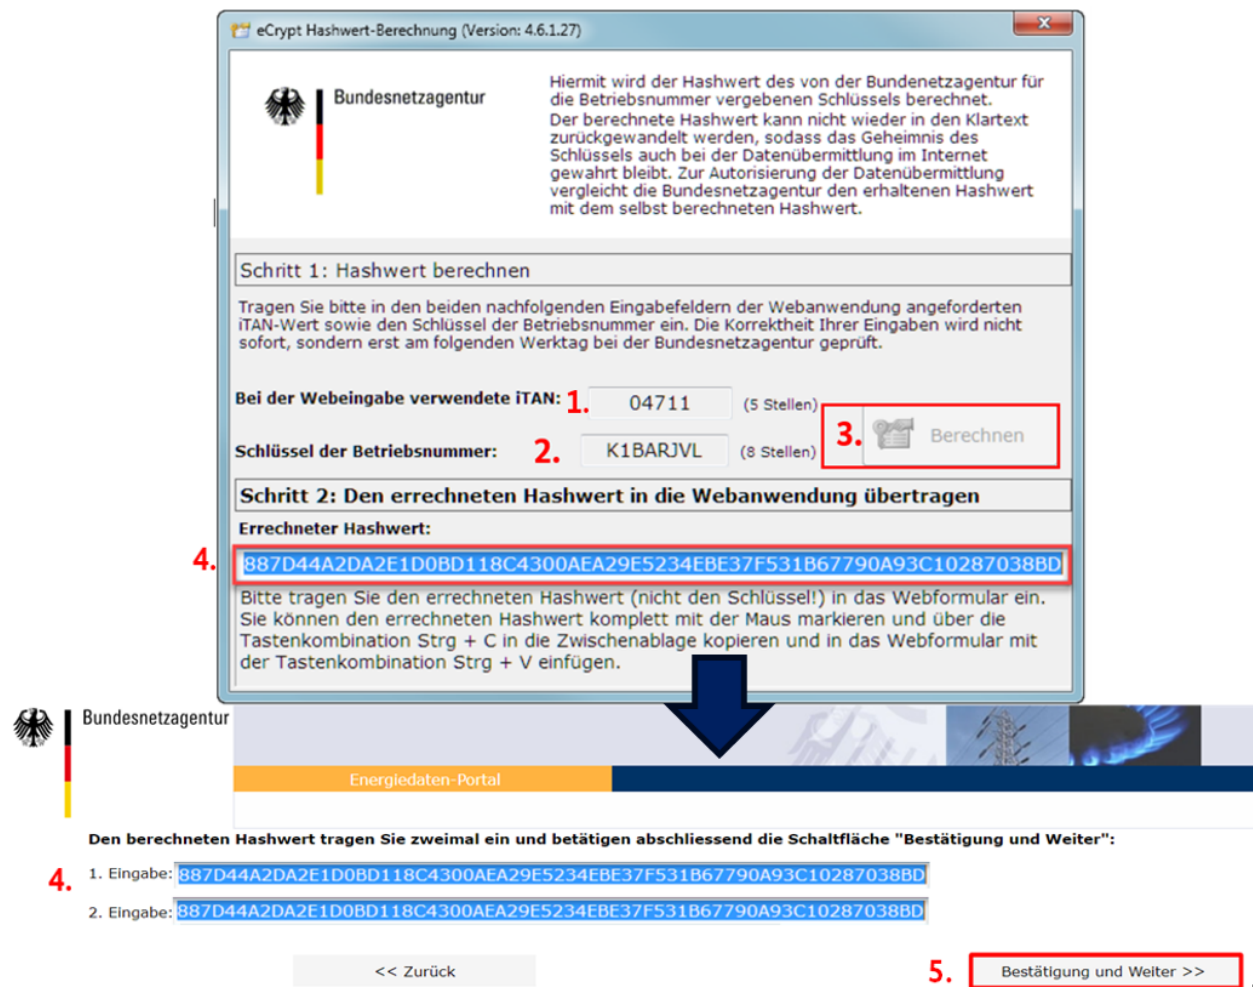 eCrypt Hashwert-Berechnung (Version: 4.6.1.27)
Bundesnetzagentur
Hiermit wird der Hashwert des von der Bundenetzagentur für
die Betriebsnummer vergebenen Schlüssels berechnet.
Der berechnete Hashwert kann nicht wieder in den Klartext
zurückgewandelt werden, sodass das Geheimnis des
Schlüssels auch bei der Datenübermittlung im Internet
gewahrt bleibt. Zur Autorisierung der Datenübermittlung
vergleicht die Bundesnetzagentur den erhaltenen Hashwert
mit dem selbst berechneten Hashwert.
Schritt 1: Hashwert berechnen
Tragen Sie bitte in den beiden nachfolgenden Eingabefeldern der Webanwendung angeforderten
iTAN-Wert sowie den Schlüssel der Betriebsnummer ein. Die Korrektheit Ihrer Eingaben wird nicht
sofort, sondern erst am folgenden Werktag bei der Bundesnetzagentur geprüft.
Bei der Webeingabe verwendete iTAN: 1. 04711 (5 Stellen)
3. Berechnen
Schlüssel der Betriebsnummer: 2. K1BARJVL (8 Stellen)
Schritt 2: Den errechneten Hashwert in die Webanwendung übertragen
Errechneter Hashwert:
4. 887D44A2DA2E1D0BD118C4300AEA29E5234EBE37F531B67790A93C10287038BD
Bitte tragen Sie den errechneten Hashwert (nicht den Schlüssel!) in das Webformular ein.
Sie können den errechneten Hashwert komplett mit der Maus markieren und über die
Tastenkombination Strg + C in die Zwischenablage kopieren und in das Webformular mit
der Tastenkombination Strg + V einfügen.
Bundesnetzagentur
Energiedaten-Portal
Den berechneten Hashwert tragen Sie zweimal ein und betätigen abschliessend die Schaltfläche "Bestätigung und Weiter":
4. 1. Eingabe: 887D44A2DA2E1D0BD118C4300AEA29E5234EBE37F531B67790A93C10287038BD
2. Eingabe: 887D44A2DA2E1D0BD118C4300AEA29E5234EBE37F531B67790A93C10287038BD
<< Zurück
5. Bestätigung und Weiter >>